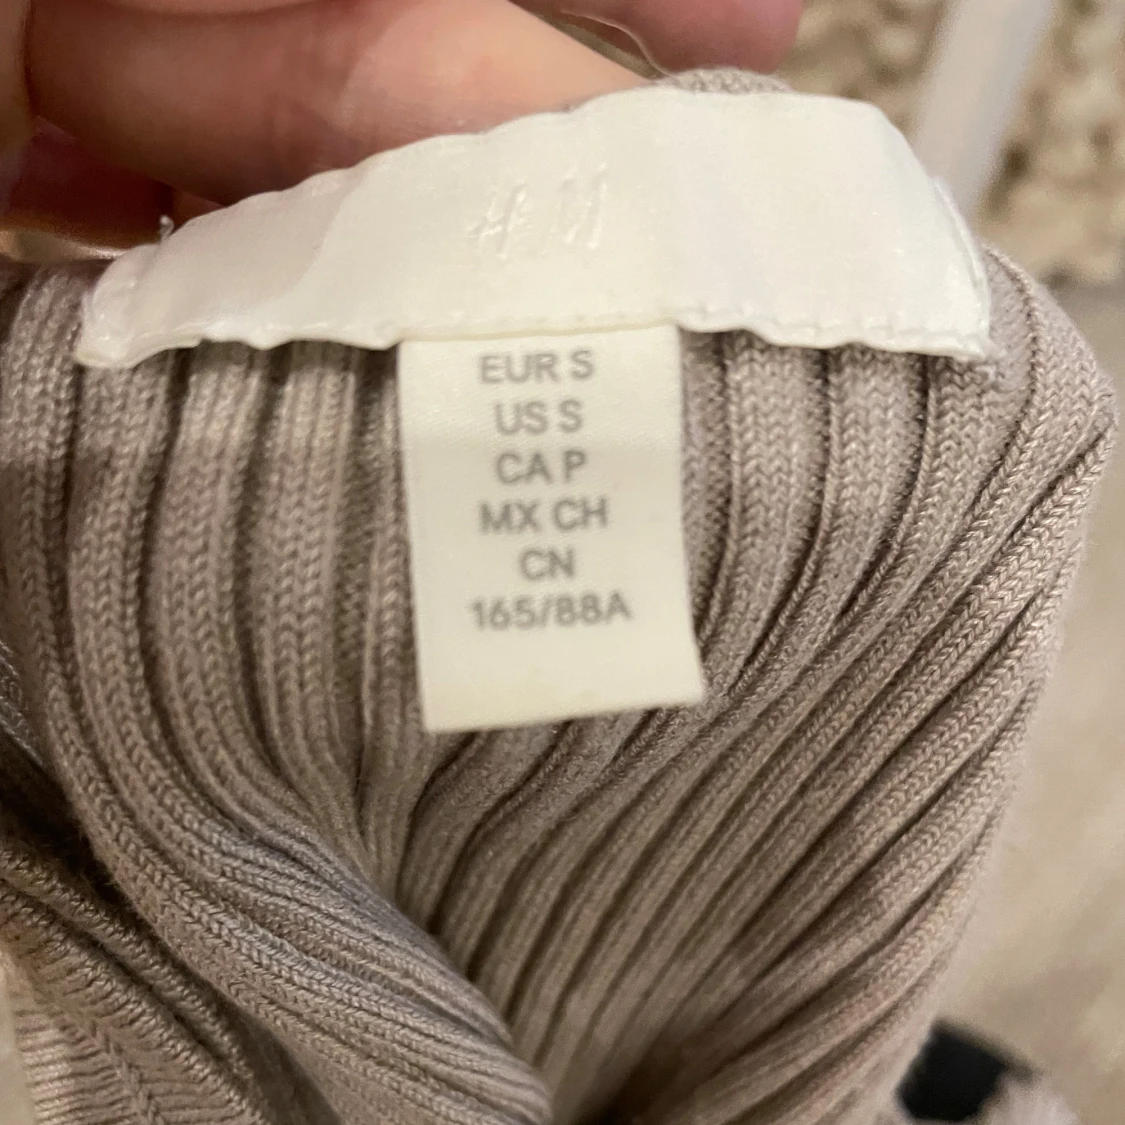 H M
EUR S
US S
CA P
MX CH
CN
165/88A